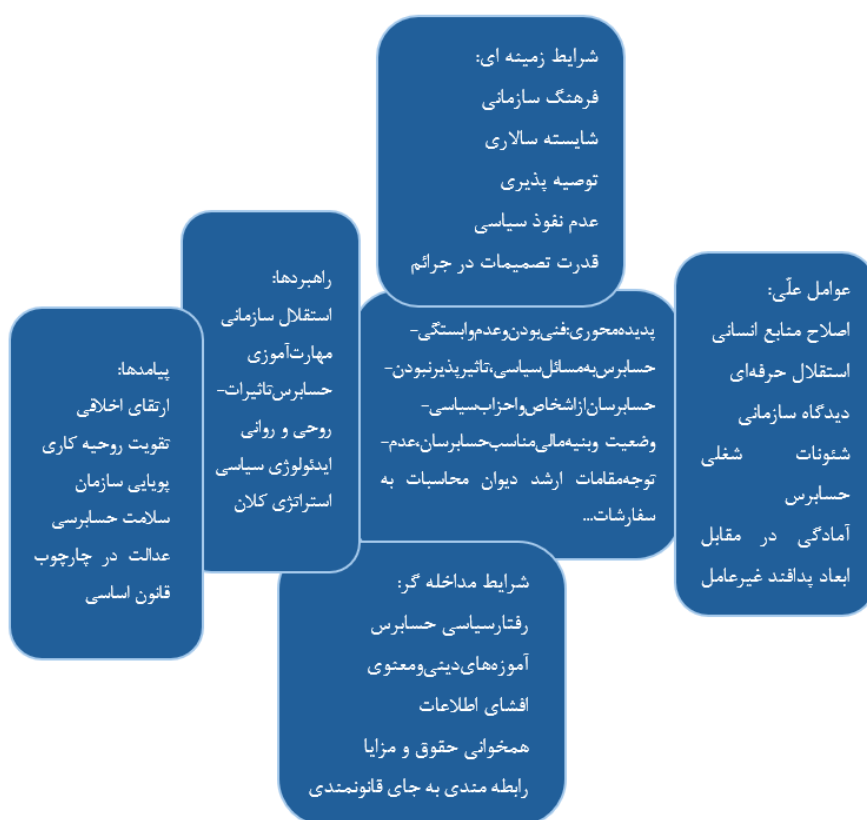 شرایط زمینه ای:
فرهنگ سازمانی
شایسته سالاری
توصیه پذیری
عدم نفوذ سیاسی
قدرت تصمیمات در جرائم
عوامل علّی:
اصلاح منابع انسانی
استقلال حرفه‌ای
دیدگاه سازمانی
شئونات شغلی
حسابرس
آمادگی در مقابل
ابعاد پدافند غیرعامل
پدیده‌محوری:فنی‌بودن‌وعدم‌وابستگی-
حسابرس‌به‌مسائل‌سیاسی،تاثیرپذیرنبودن-
حسابرسان‌ازاشخاص‌واحزاب‌سیاسی-
وضعیت وبنیه‌مالی‌مناسب‌حسابرسان،عدم-
توجه‌مقامات ارشد دیوان محاسبات به
سفارشات...
راهبردها:
استقلال سازمانی
مهارت‌آموزی
حسابرس‌تاثیرات-
روحی و روانی
ایدئولوژی سیاسی
استراتژی کلان
پیامدها:
ارتقای اخلاقی
تقویت روحیه کاری
پویایی سازمان
سلامت حسابرسی
عدالت در چارچوب
قانون اساسی
شرایط مداخله گر:
رفتارسیاسی حسابرس
آموزه‌های‌دینی‌ومعنوی
افشای اطلاعات
همخوانی حقوق و مزایا
رابطه مندی به جای قانونمندی